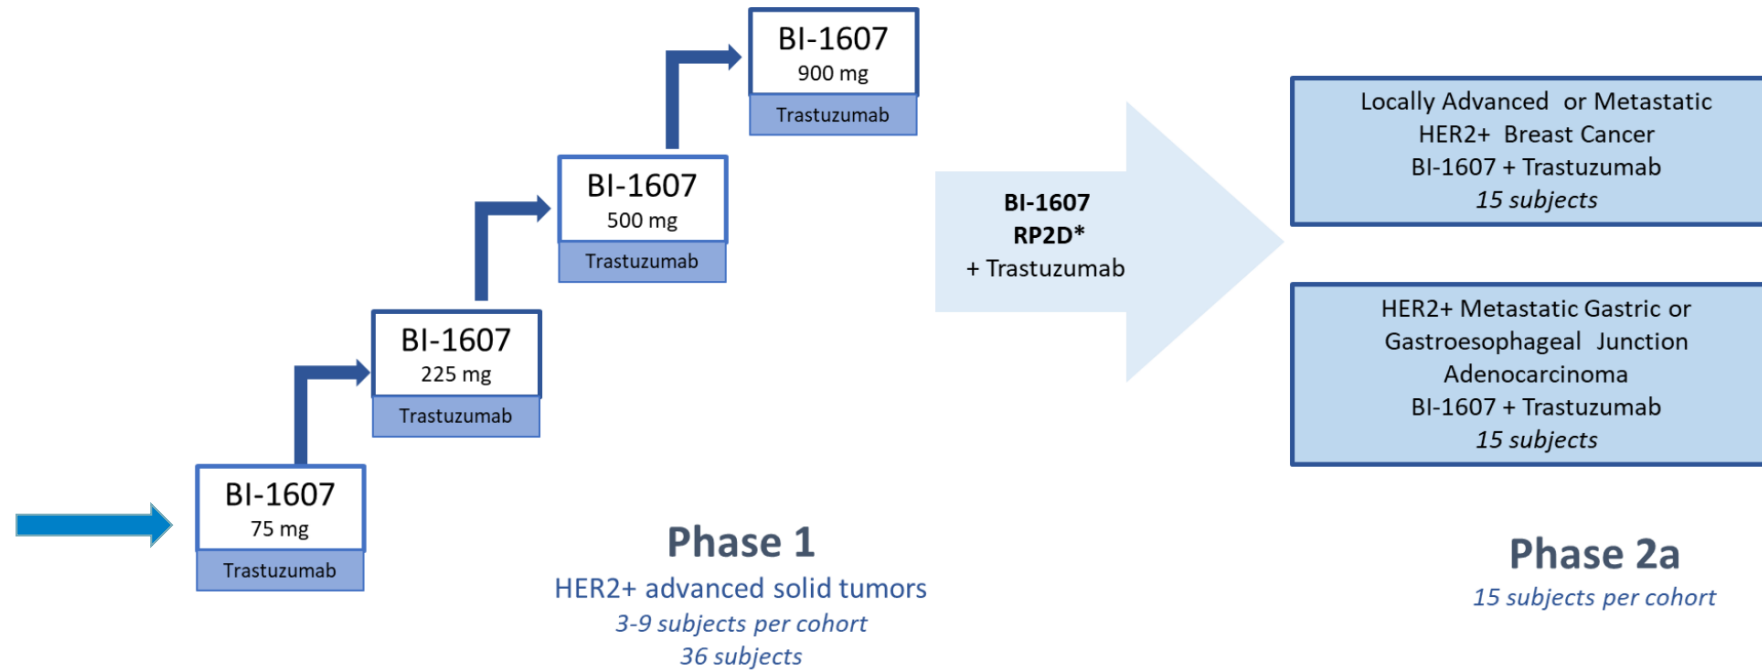 BI-1607
900 mg
Trastuzumab
BI-1607
500 mg
Trastuzumab
BI-1607
225 mg
Trastuzumab
BI-1607
75 mg
Trastuzumab
Phase 1
HER2+ advanced solid tumors
3-9 subjects per cohort
36 subjects
BI-1607
RP2D*
+ Trastuzumab
Locally Advanced or Metastatic
HER2+ Breast Cancer
BI-1607 + Trastuzumab
15 subjects
HER2+ Metastatic Gastric or
Gastroesophageal Junction
Adenocarcinoma
BI-1607 + Trastuzumab
15 subjects
Phase 2a
15 subjects per cohort